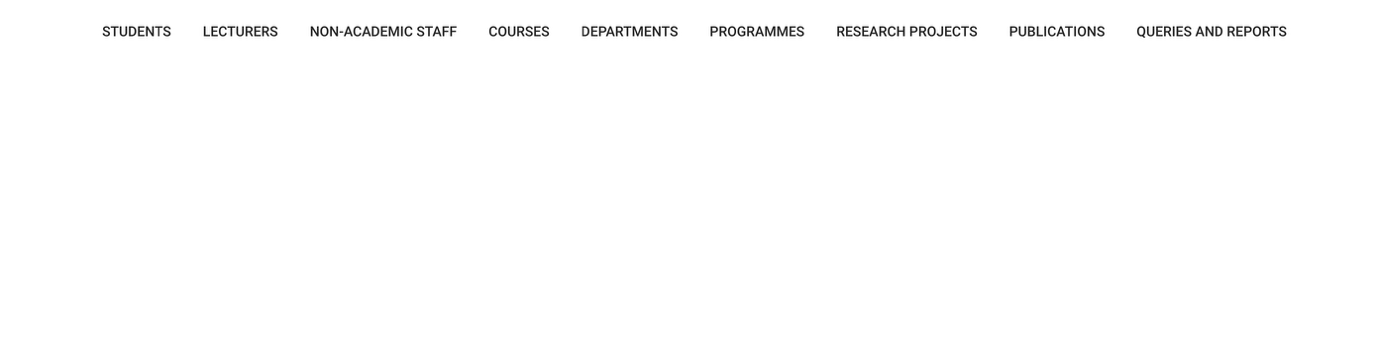 STUDENTS LECTURERS NON-ACADEMIC STAFF COURSES DEPARTMENTS PROGRAMMES RESEARCH PROJECTS PUBLICATIONS QUERIES AND REPORTS